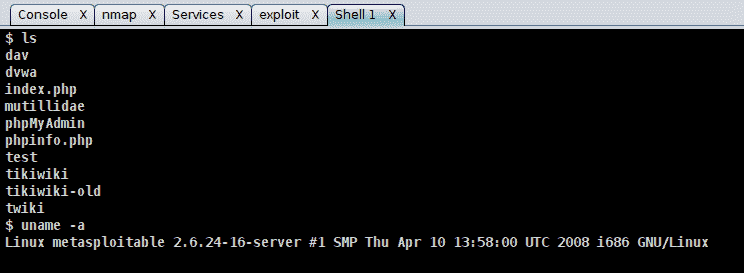 Console X nmap X Services X exploit X Shell 1 X
$ ls
dav
dvwa
index.php
mutillidae
phpMyAdmin
phpinfo.php
test
tikiwiki
tikiwiki-old
twiki
$ uname -a
Linux metasploitable 2.6.24-16-server #1 SMP Thu Apr 10 13:58:00 UTC 2008 i686 GNU/Linux